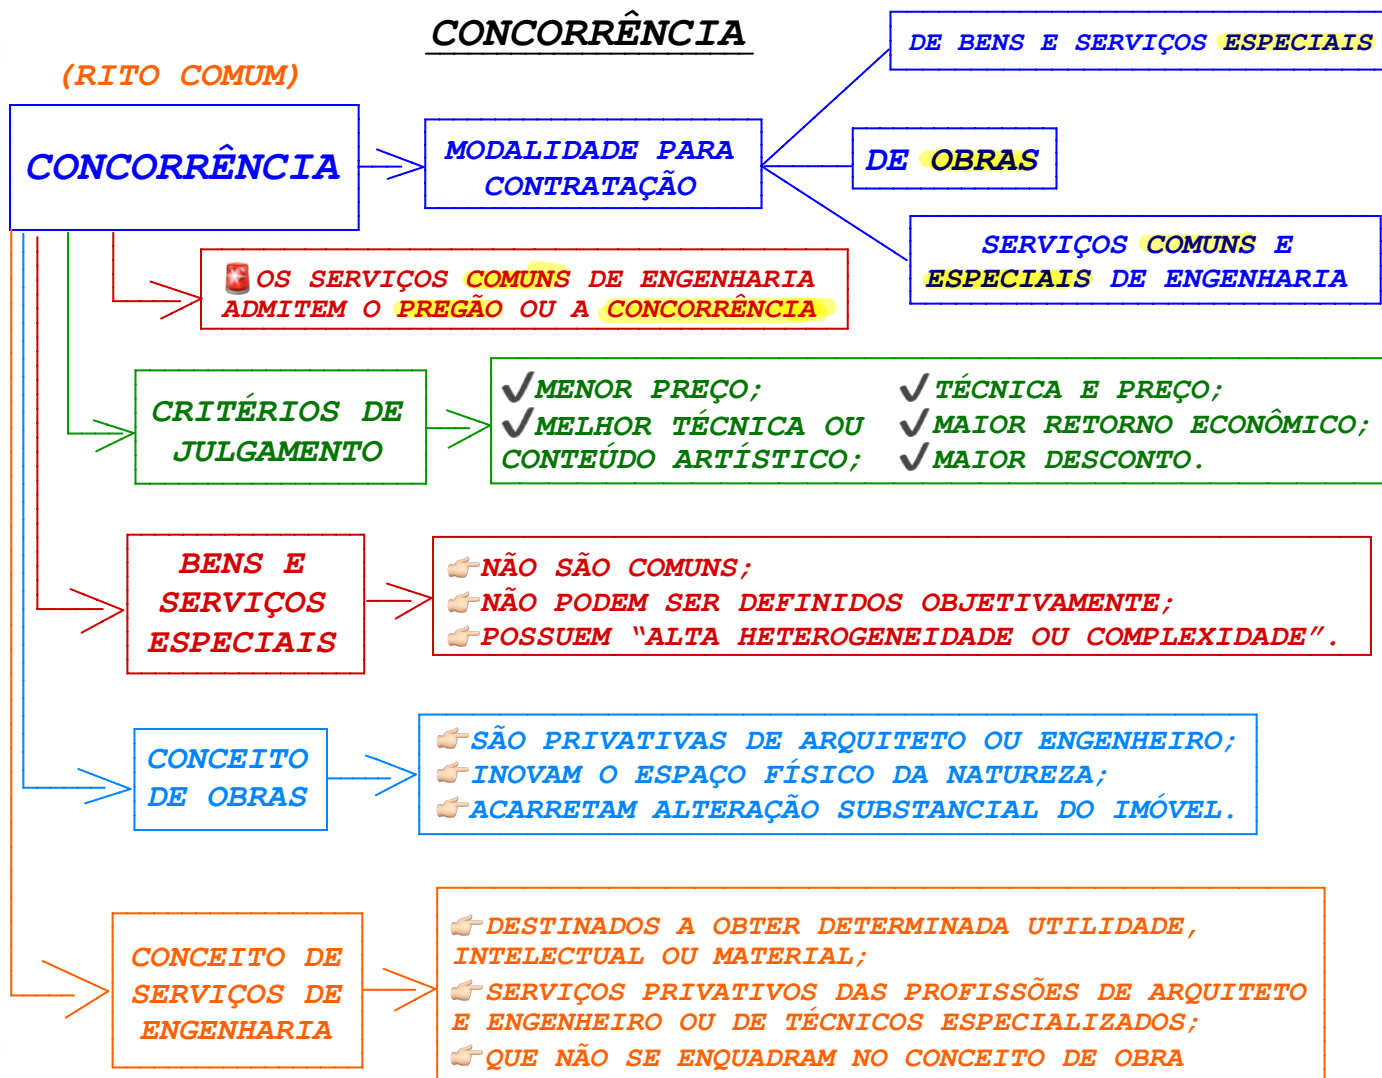 CONCORRÊNCIA
(RITO COMUM)
CONCORRÊNCIA
MODALIDADE PARA
CONTRATAÇÃO
DE BENS E SERVIÇOS ESPECIAIS
DE OBRAS
SERVIÇOS COMUNS E
ESPECIAIS DE ENGENHARIA
OS SERVIÇOS COMUNS DE ENGENHARIA
ADMITEM O PREGÃO OU A CONCORRÊNCIA
CRITÉRIOS DE
JULGAMENTO
MENOR PREÇO;
MELHOR TÉCNICA OU
CONTEÚDO ARTÍSTICO;
TÉCNICA E PREÇO;
MAIOR RETORNO ECONÔMICO;
MAIOR DESCONTO.
BENS E
SERVIÇOS
ESPECIAIS
NÃO SÃO COMUNS;
NÃO PODEM SER DEFINIDOS OBJETIVAMENTE;
POSSUEM “ALTA HETEROGENEIDADE OU COMPLEXIDADE”.
CONCEITO
DE OBRAS
SÃO PRIVATIVAS DE ARQUITETO OU ENGENHEIRO;
INOVAM O ESPAÇO FÍSICO DA NATUREZA;
ACARRETAM ALTERAÇÃO SUBSTANCIAL DO IMÓVEL.
CONCEITO DE
SERVIÇOS DE
ENGENHARIA
DESTINADOS A OBTER DETERMINADA UTILIDADE,
INTELECTUAL OU MATERIAL;
SERVIÇOS PRIVATIVOS DAS PROFISSÕES DE ARQUITETO
E ENGENHEIRO OU DE TÉCNICOS ESPECIALIZADOS;
QUE NÃO SE ENQUADRAM NO CONCEITO DE OBRA